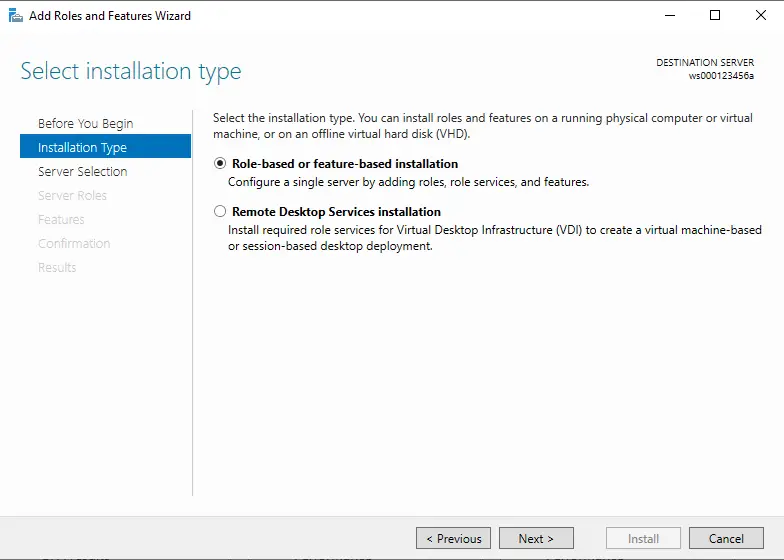 Add Roles and Features Wizard
Select installation type
DESTINATION SERVER
ws000123456a
Before You Begin
Installation Type
Server Selection
Server Roles
Features
Confirmation
Results
Select the installation type. You can install roles and features on a running physical computer or virtual
machine, or on an offline virtual hard disk (VHD).
Role-based or feature-based installation
Configure a single server by adding roles, role services, and features.
Remote Desktop Services installation
Install required role services for Virtual Desktop Infrastructure (VDI) to create a virtual machine-based
or session-based desktop deployment.
< Previous
Next >
Install
Cancel